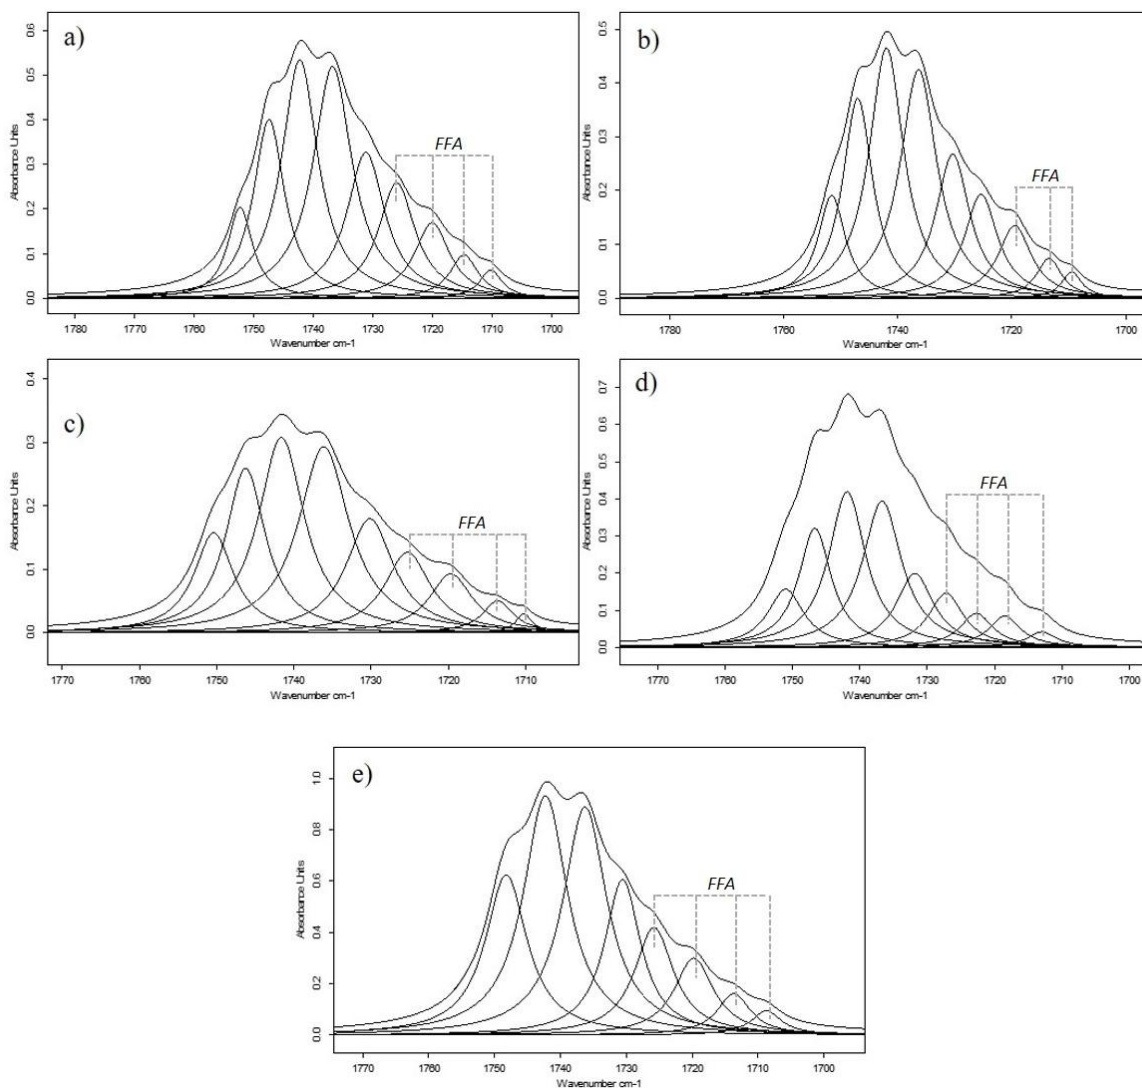 a)
FFA
Absorbance Units
0.0 0.1 0.2 0.3 0.4 0.5 0.6
1780 1770 1760 1750 1740 1730 1720 1710 1700
Wavenumber cm-1
b)
FFA
Absorbance Units
0.0 0.1 0.2 0.3 0.4 0.5
1780 1760 1740 1720 1700
Wavenumber cm-1
c)
FFA
Absorbance Units
0.0 0.1 0.2 0.3 0.4
1770 1760 1750 1740 1730 1720 1710
Wavenumber cm-1
d)
FFA
Absorbance Units
0.0 0.1 0.2 0.3 0.4 0.5 0.6 0.7
1770 1760 1750 1740 1730 1720 1710 1700
Wavenumber cm-1
e)
FFA
Absorbance Units
0.0 0.2 0.4 0.6 0.8 1.0
1770 1760 1750 1740 1730 1720 1710 1700
Wavenumber cm-1